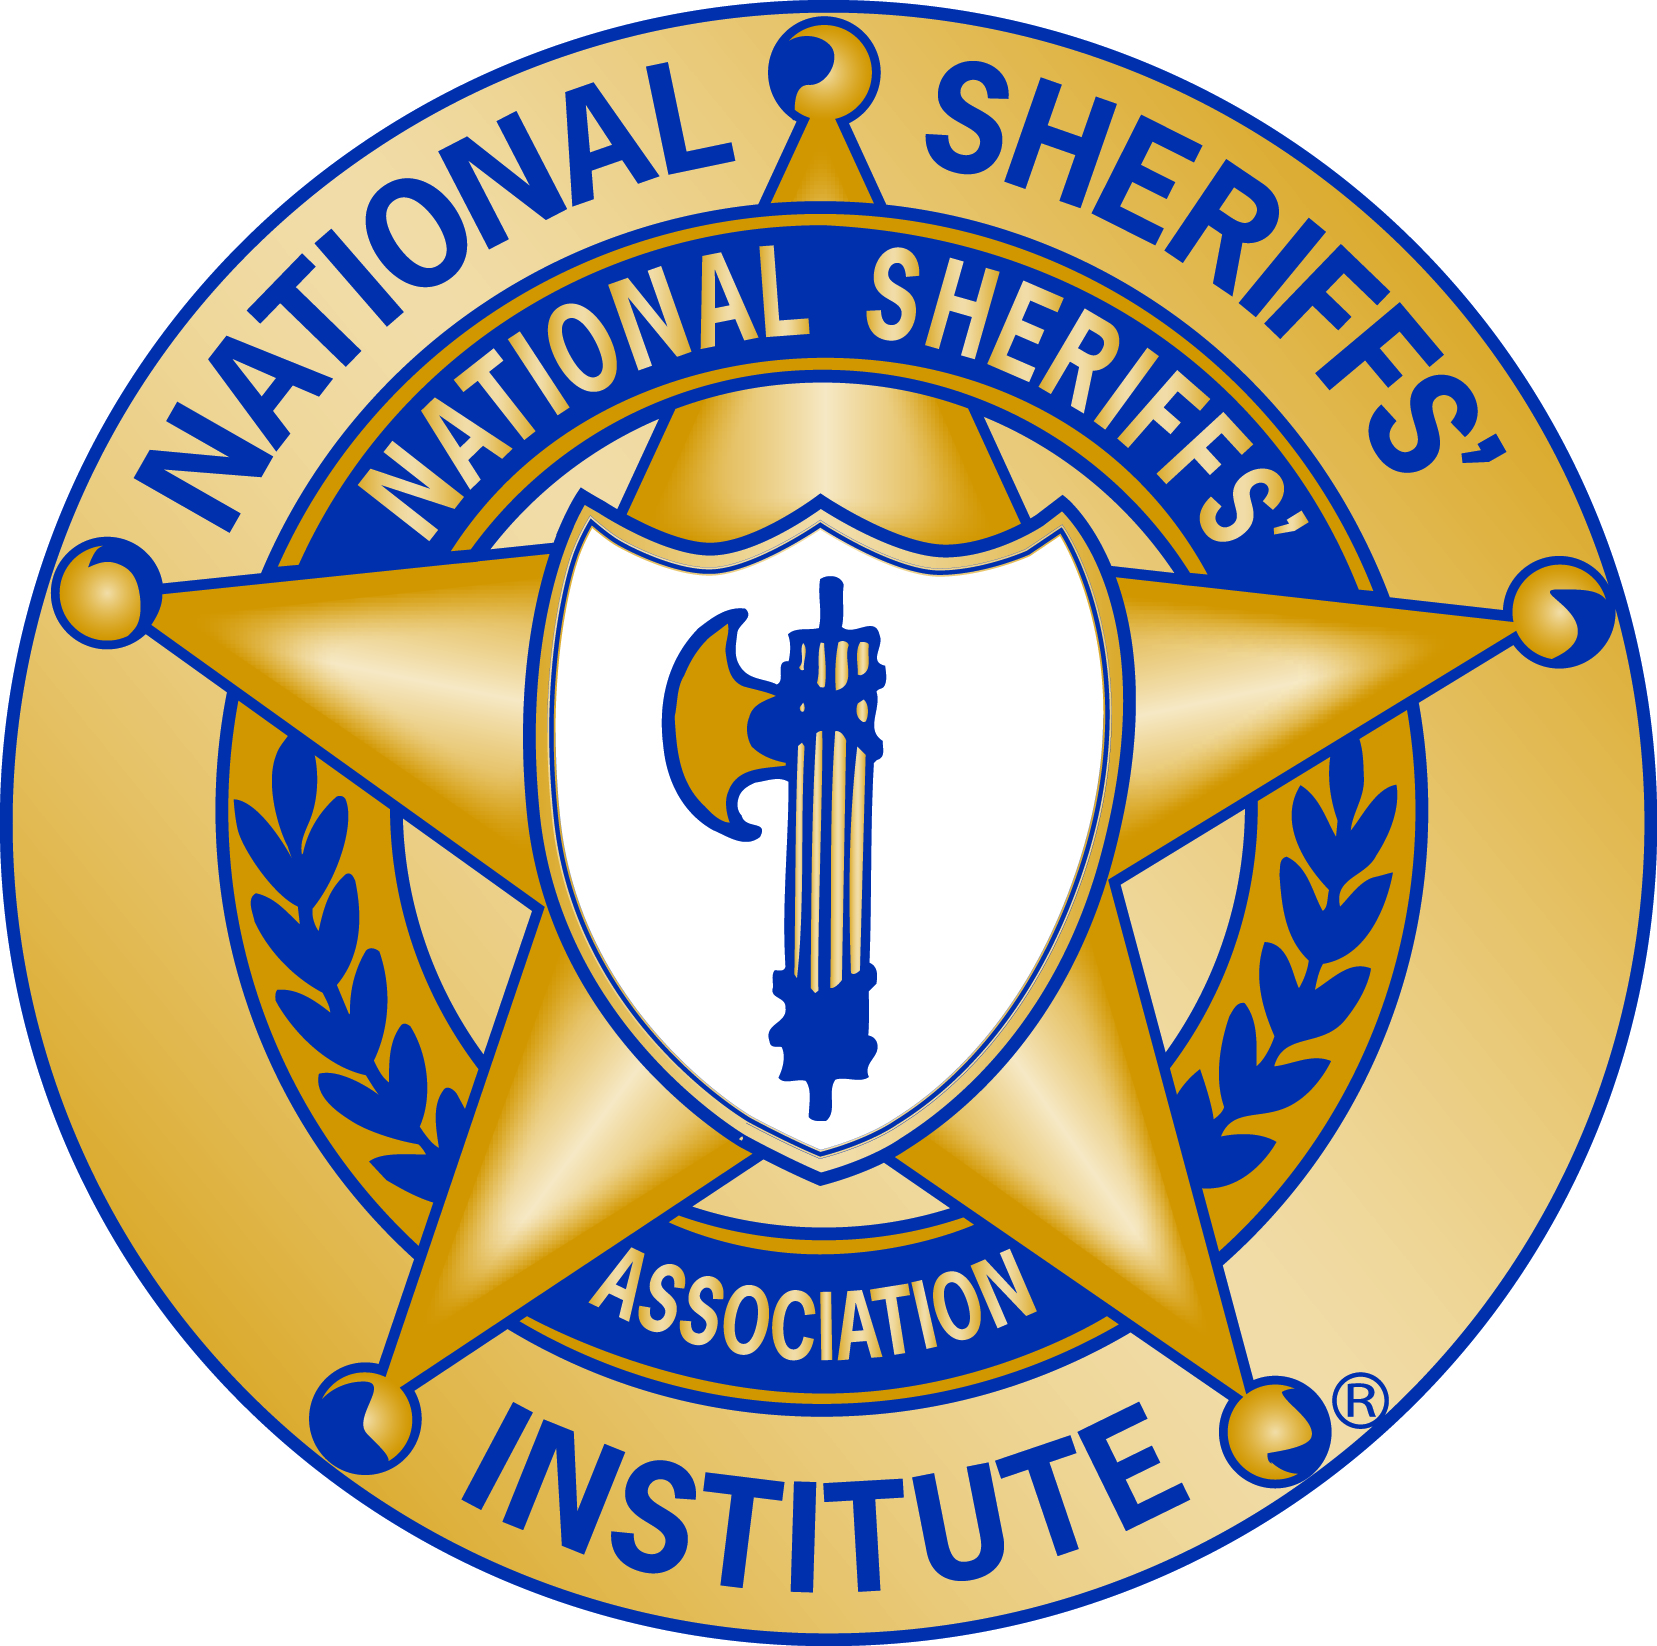 NATIONAL SHERIFFS'
NATIONAL SHERIFFS'
ASSOCIATION
INSTITUTE
®